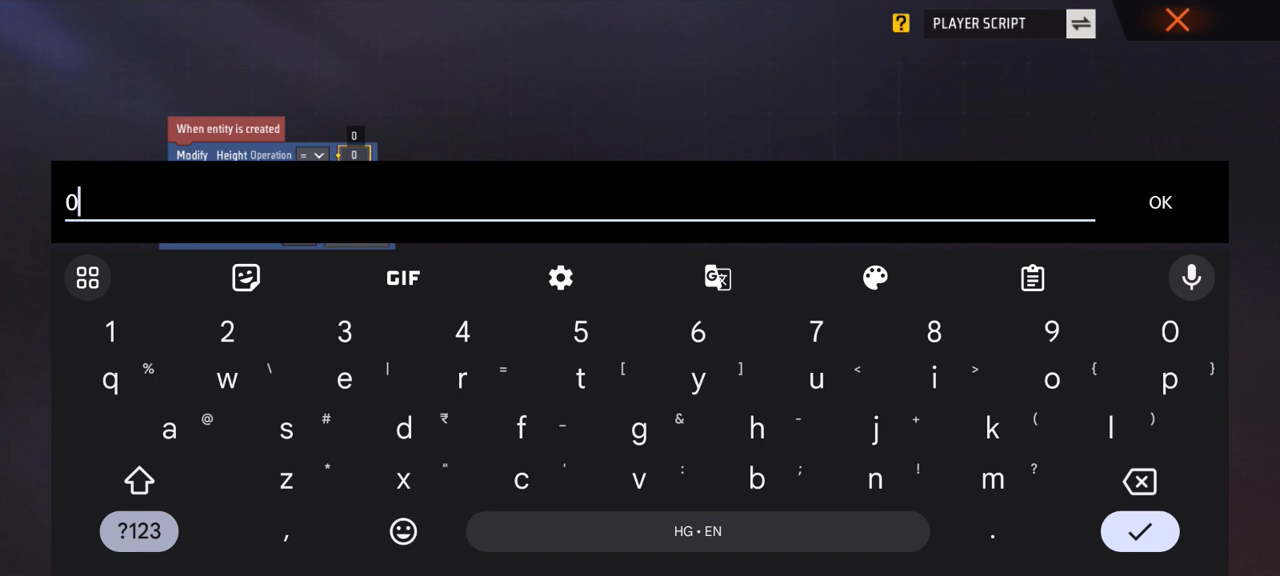 ? PLAYER SCRIPT
When entity is created
0
Modify Height Operation = 0
0
OK
GIF
1 2 3 4 5 6 7 8 9 0
q % w \ e | r = t [ y ] u < i > o { p }
a @ s # d ₹ f _ g & h - j + k ( l )
z * x " c ' v : b ; n ! m ?
?123 , HG • EN .